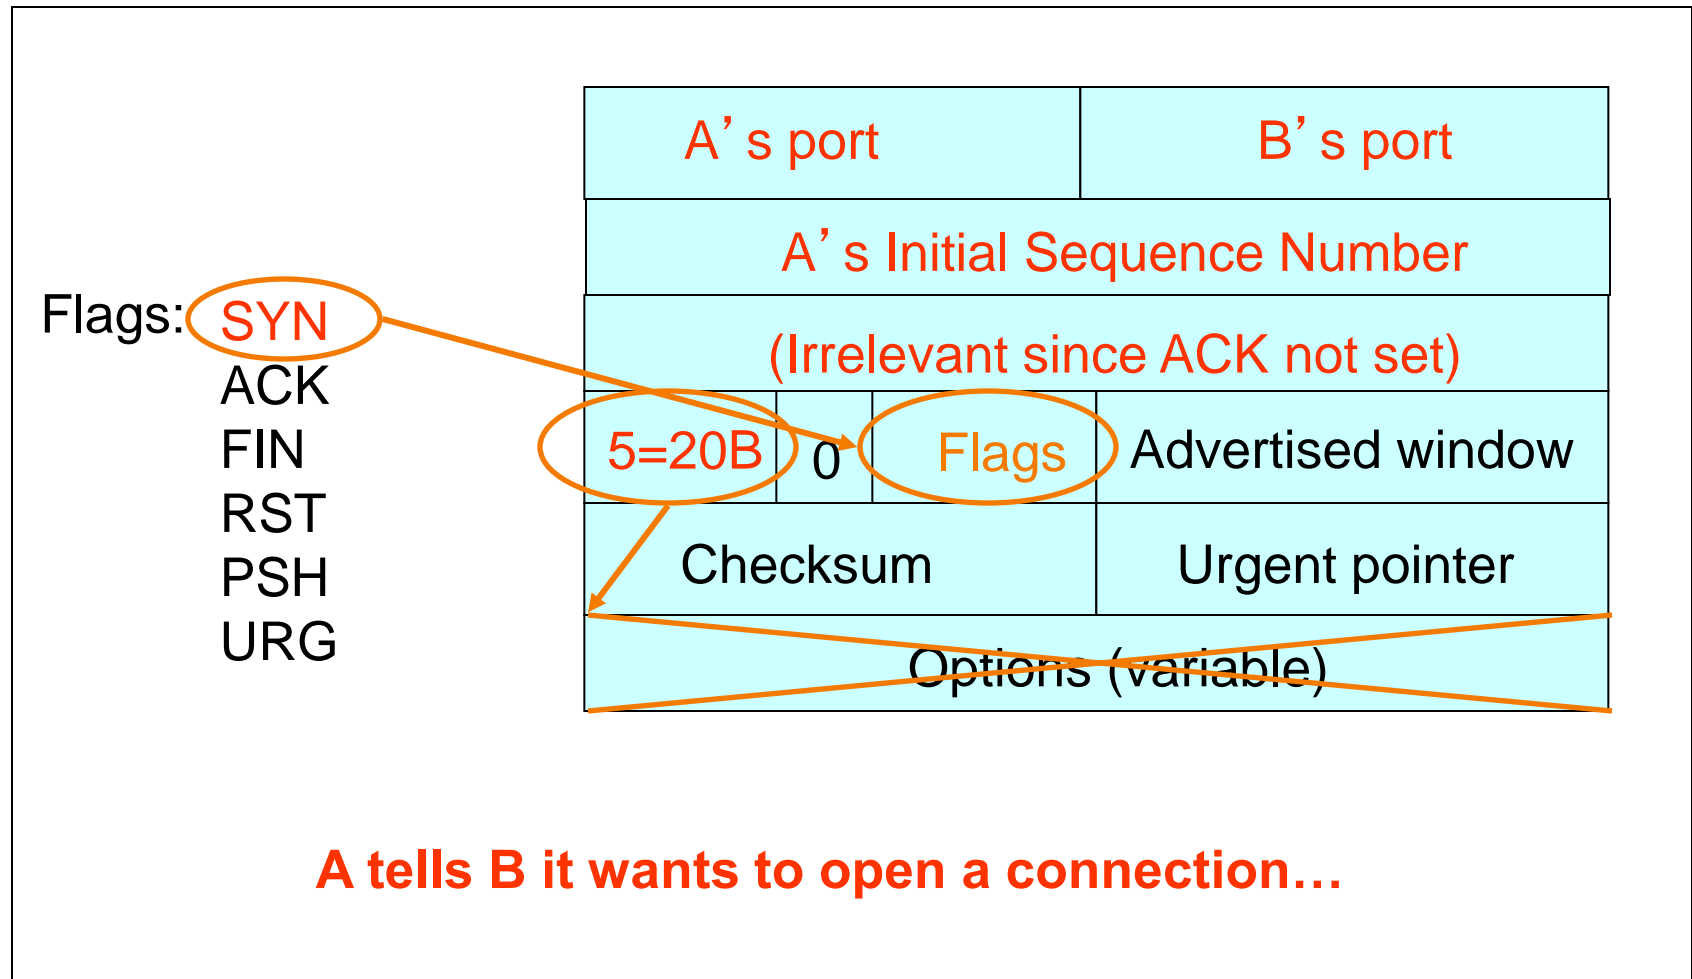 A’s port B’s port
A’s Initial Sequence Number
Flags: SYN
(Irrelevant since ACK not set)
ACK
FIN
RST
PSH
URG
5=20B 0 Flags Advertised window
Checksum Urgent pointer
Options (variable)
A tells B it wants to open a connection…